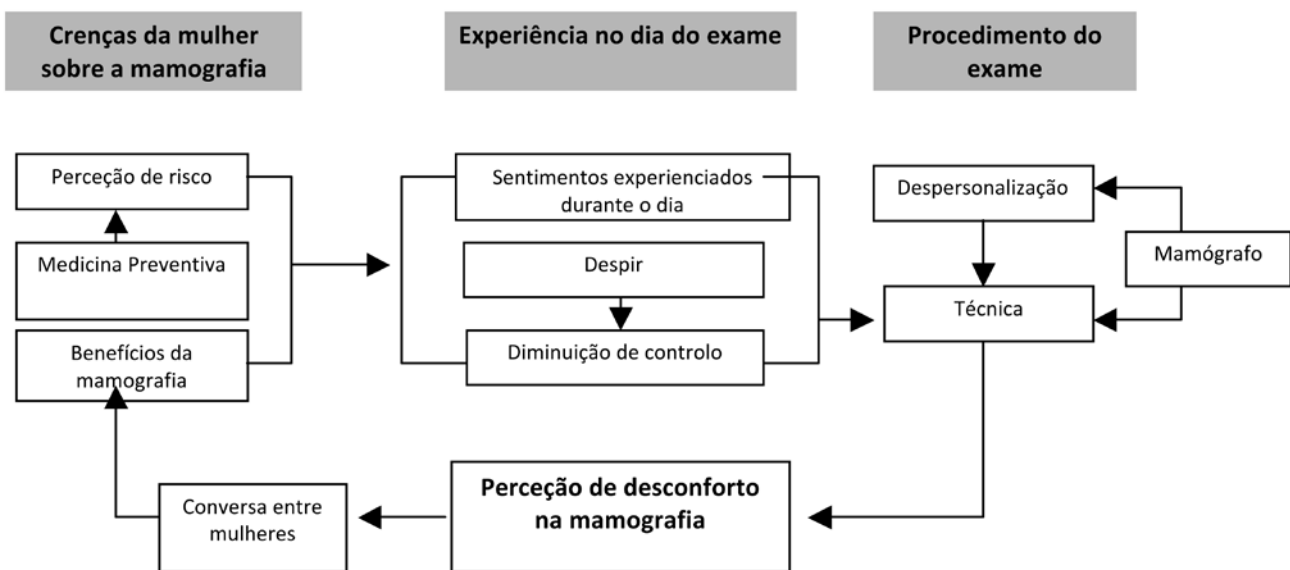 Crenças da mulher
sobre a mamografia
Experiência no dia do exame
Procedimento do
exame
Perceção de risco
Medicina Preventiva
Benefícios da
mamografia
Sentimentos experienciados
durante o dia
Despir
Diminuição de controlo
Despersonalização
Mamógrafo
Técnica
Perceção de desconforto
na mamografia
Conversa entre
mulheres